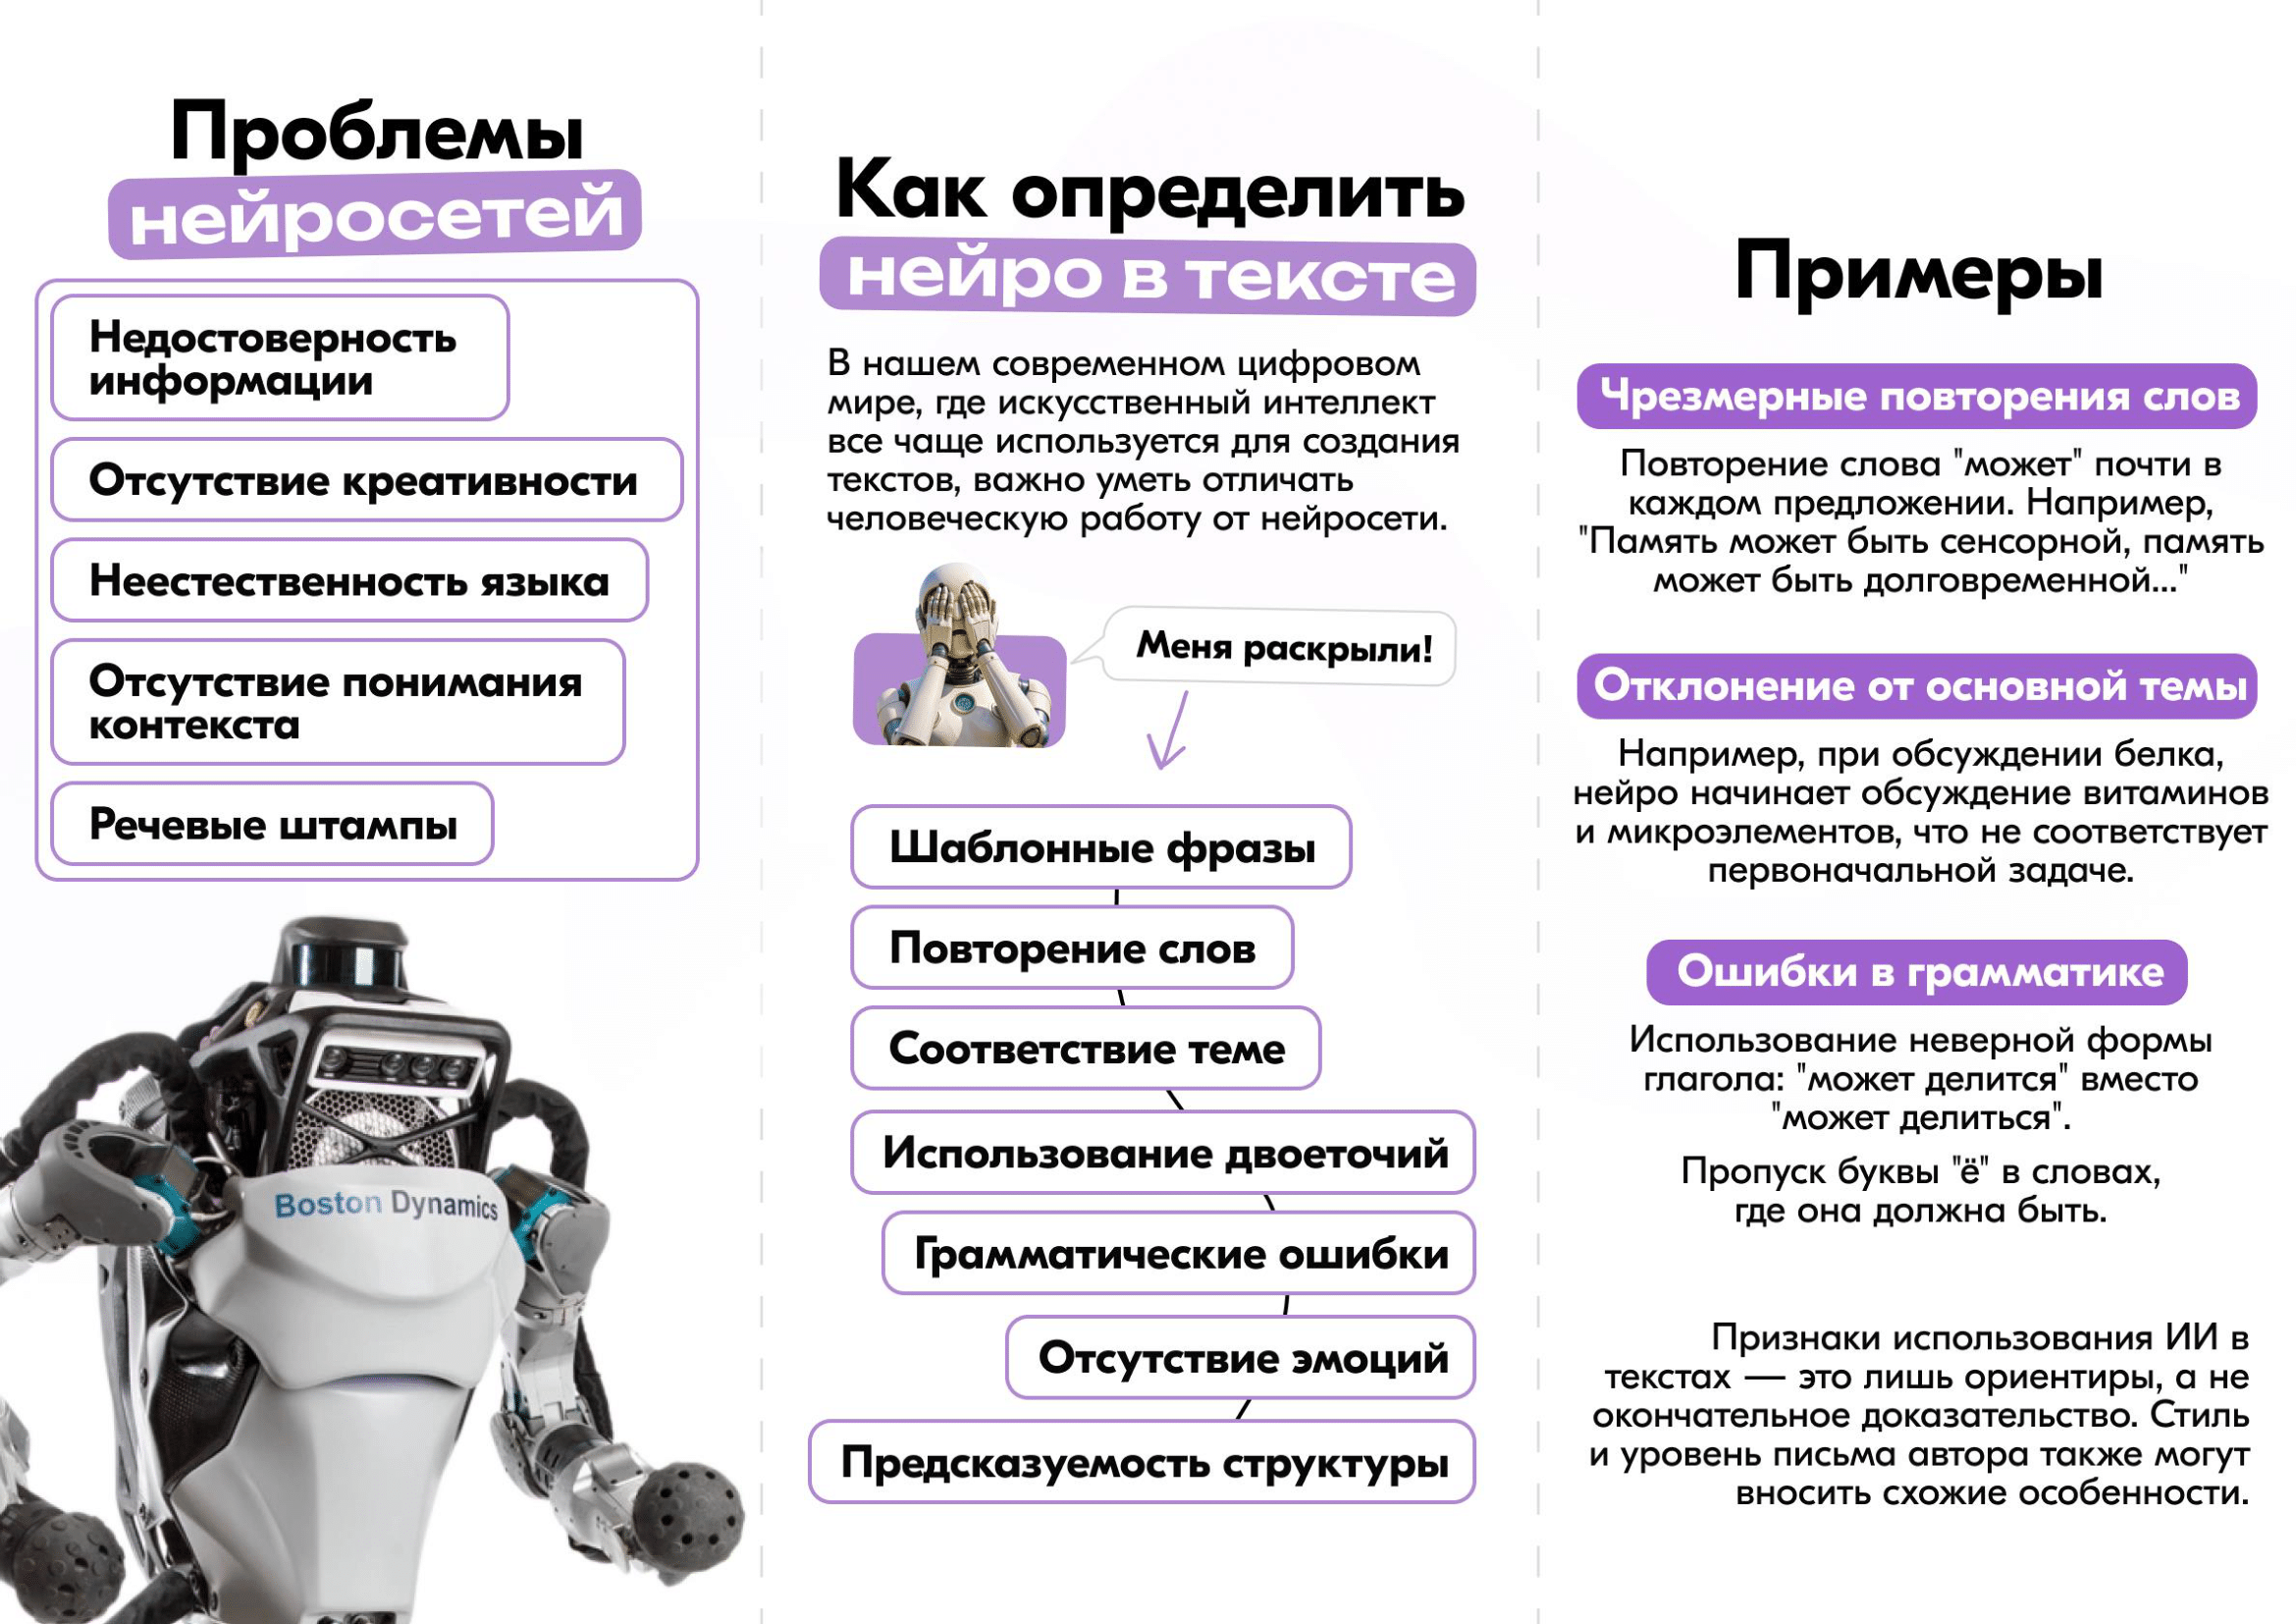 Проблемы
нейросетей
Недостоверность
информации
Отсутствие креативности
Неестественность языка
Отсутствие понимания
контекста
Речевые штампы
Boston Dynamics
Как определить
нейро в тексте
В нашем современном цифровом
мире, где искусственный интеллект
все чаще используется для создания
текстов, важно уметь отличать
человеческую работу от нейросети.
Меня раскрыли!
Шаблонные фразы
Повторение слов
Соответствие теме
Использование двоеточий
Грамматические ошибки
Отсутствие эмоций
Предсказуемость структуры
Примеры
Чрезмерные повторения слов
Повторение слова "может" почти в
каждом предложении. Например,
"Память может быть сенсорной, память
может быть долговременной..."
Отклонение от основной темы
Например, при обсуждении белка,
нейро начинает обсуждение витаминов
и микроэлементов, что не соответствует
первоначальной задаче.
Ошибки в грамматике
Использование неверной формы
глагола: "может делится" вместо
"может делиться".
Пропуск буквы "ё" в словах,
где она должна быть.
Признаки использования ИИ в
текстах — это лишь ориентиры, а не
окончательное доказательство. Стиль
и уровень письма автора также могут
вносить схожие особенности.